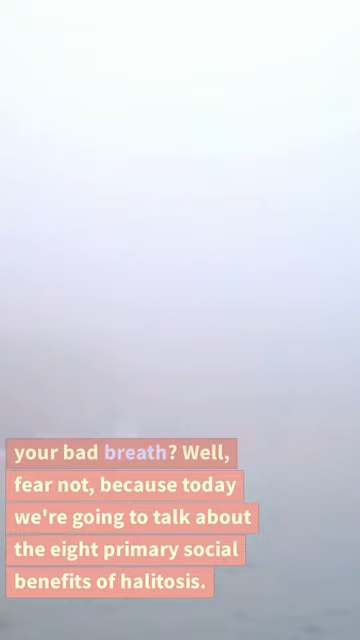 your bad breath? Well,
fear not, because today
we're going to talk about
the eight primary social
benefits of halitosis.